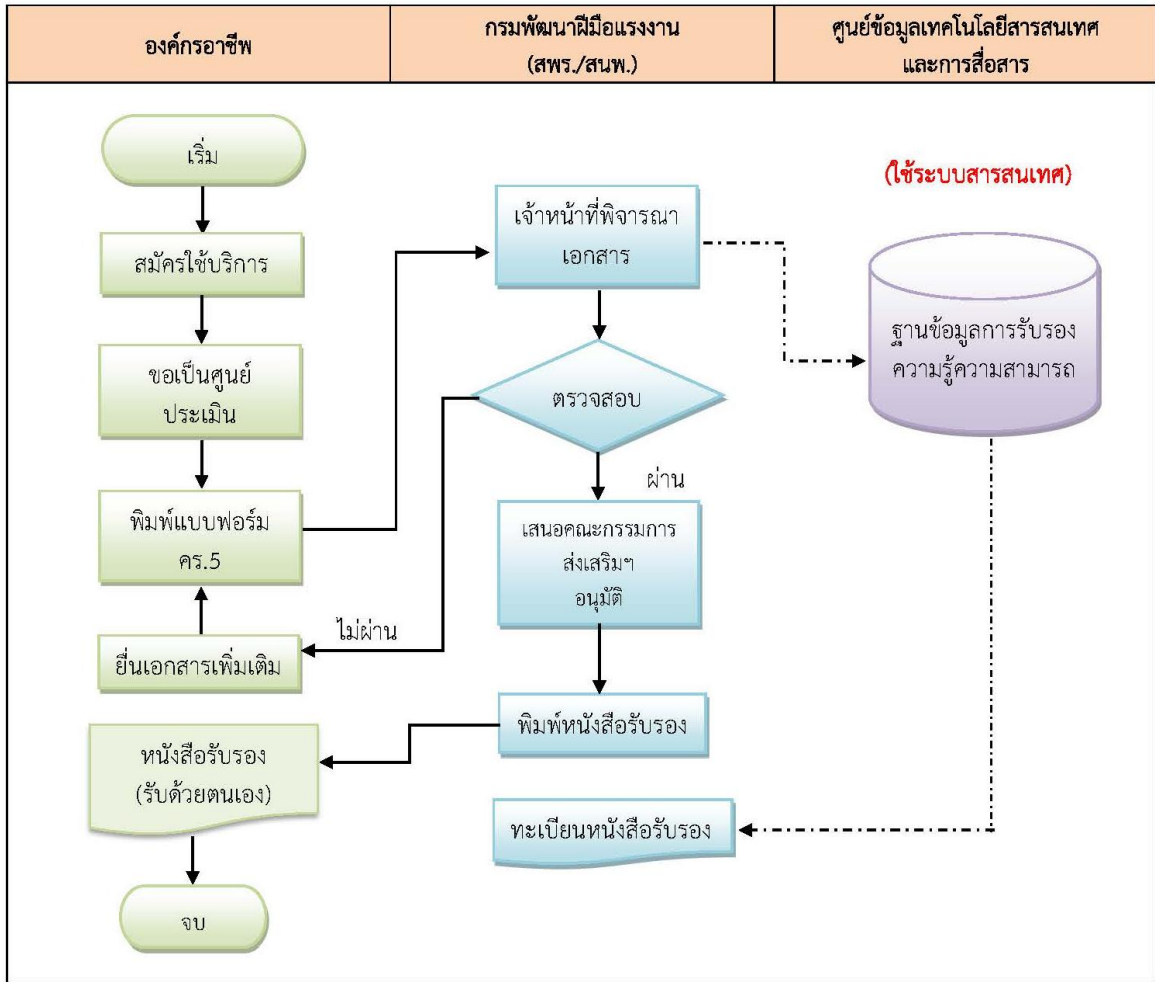 องค์กรอาชีพ
กรมพัฒนาฝีมือแรงงาน
(สพร./สนพ.)
ศูนย์ข้อมูลเทคโนโลยีสารสนเทศ
และการสื่อสาร
เริ่ม
สมัครใช้บริการ
ขอเป็นศูนย์
ประเมิน
พิมพ์แบบฟอร์ม
คร.5
ยื่นเอกสารเพิ่มเติม
หนังสือรับรอง
(รับด้วยตนเอง)
จบ
เจ้าหน้าที่พิจารณา
เอกสาร
ตรวจสอบ
ผ่าน
ไม่ผ่าน
เสนอคณะกรรมการ
ส่งเสริมฯ
อนุมัติ
พิมพ์หนังสือรับรอง
ทะเบียนหนังสือรับรอง
(ใช้ระบบสารสนเทศ)
ฐานข้อมูลการรับรอง
ความรู้ความสามารถ